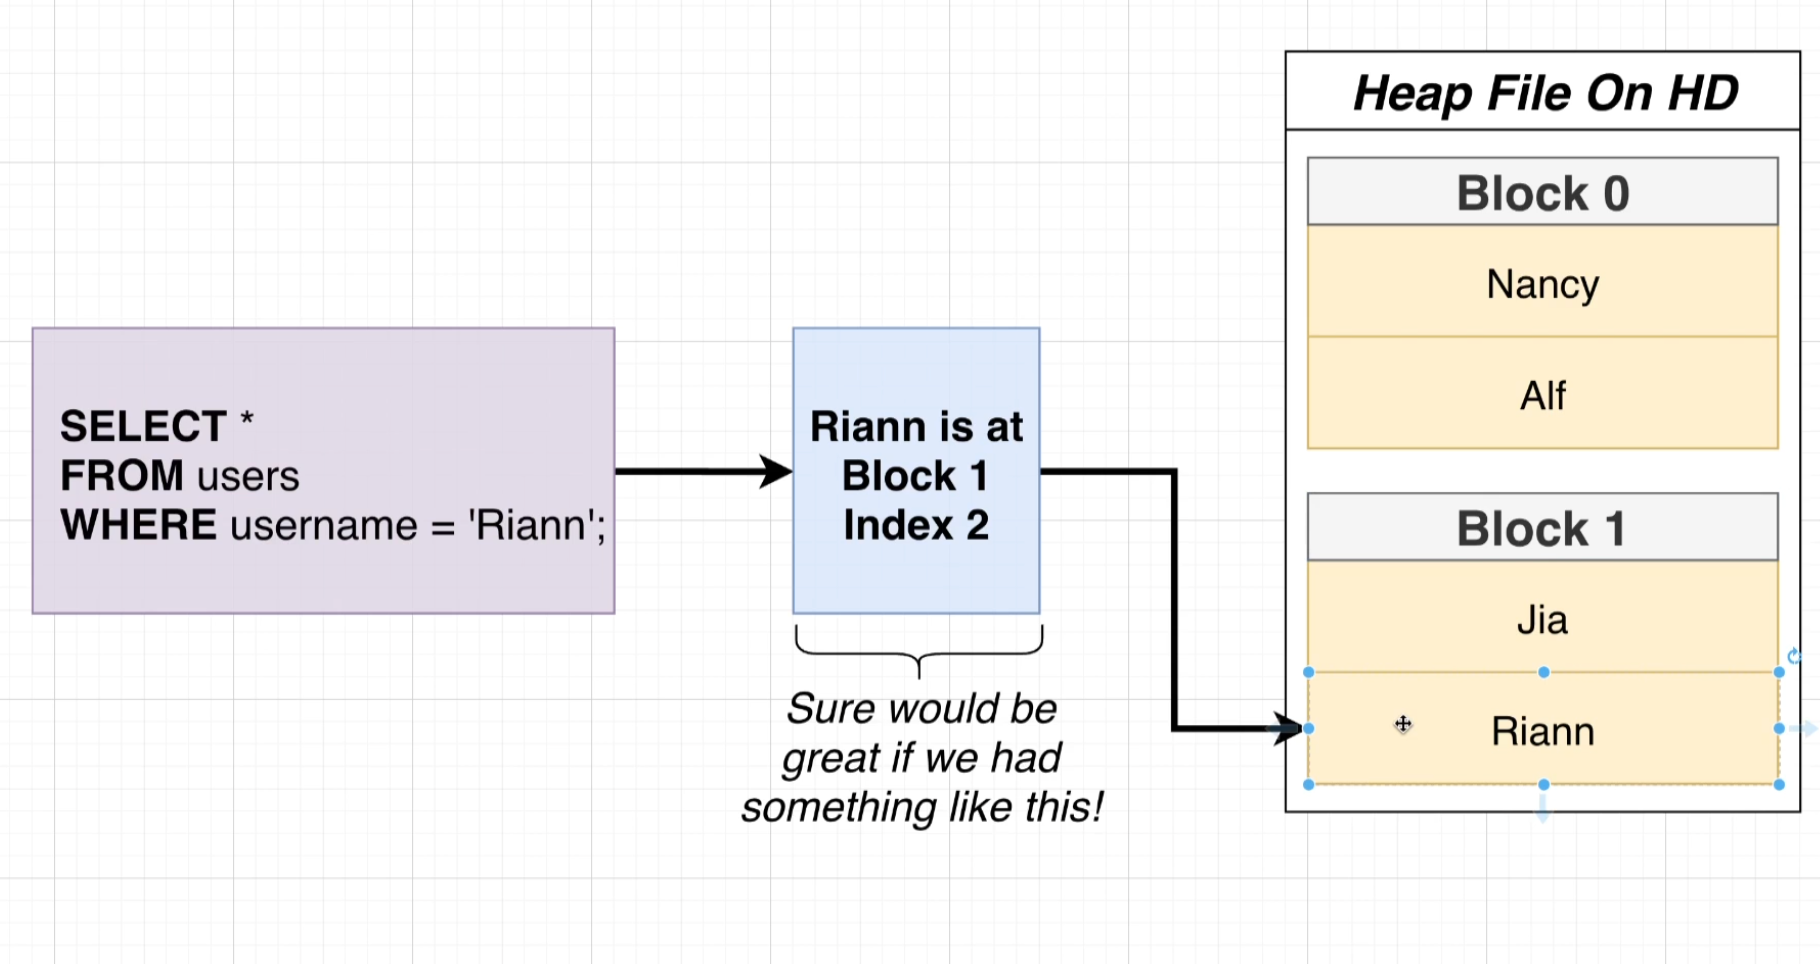 SELECT *
FROM users
WHERE username = 'Riann';
Riann is at
Block 1
Index 2
Sure would be
great if we had
something like this!
Heap File On HD
Block 0
Nancy
Alf
Block 1
Jia
Riann